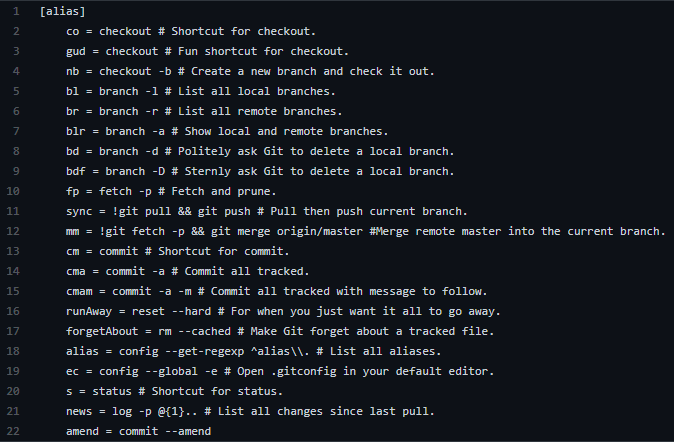 1 [alias]
2 co = checkout # Shortcut for checkout.
3 gud = checkout # Fun shortcut for checkout.
4 nb = checkout -b # Create a new branch and check it out.
5 bl = branch -l # List all local branches.
6 br = branch -r # List all remote branches.
7 blr = branch -a # Show local and remote branches.
8 bd = branch -d # Politely ask Git to delete a local branch.
9 bdf = branch -D # Sternly ask Git to delete a local branch.
10 fp = fetch -p # Fetch and prune.
11 sync = !git pull && git push # Pull then push current branch.
12 mm = !git fetch -p && git merge origin/master #Merge remote master into the current branch.
13 cm = commit # Shortcut for commit.
14 cma = commit -a # Commit all tracked.
15 cmam = commit -a -m # Commit all tracked with message to follow.
16 runAway = reset --hard # For when you just want it all to go away.
17 forgetAbout = rm --cached # Make Git forget about a tracked file.
18 alias = config --get-regexp ^alias\\. # List all aliases.
19 ec = config --global -e # Open .gitconfig in your default editor.
20 s = status # Shortcut for status.
21 news = log -p @{1}.. # List all changes since last pull.
22 amend = commit --amend